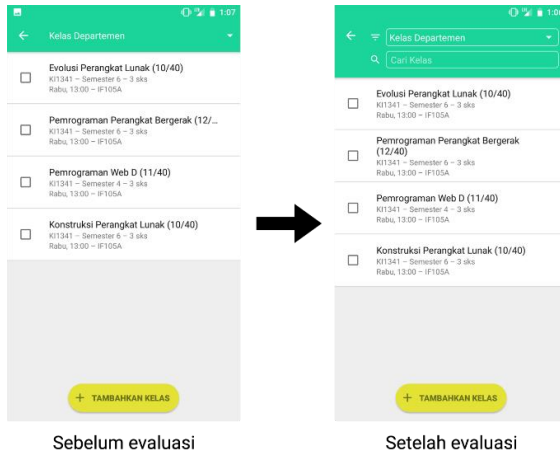 1:07
Kelas Departemen
Evolusi Perangkat Lunak (10/40)
KI1341 – Semester 6 – 3 sks
Rabu, 13:00 – IF105A
Pemrograman Perangkat Bergerak (12/...
KI1341 – Semester 6 – 3 sks
Rabu, 13:00 – IF105A
Pemrograman Web D (11/40)
KI1341 – Semester 4 – 3 sks
Rabu, 13:00 – IF105A
Konstruksi Perangkat Lunak (10/40)
KI1341 – Semester 6 – 3 sks
Rabu, 13:00 – IF105A
+ TAMBAHKAN KELAS
Sebelum evaluasi
Kelas Departemen
Cari Kelas
Evolusi Perangkat Lunak (10/40)
KI1341 – Semester 6 – 3 sks
Rabu, 13:00 – IF105A
Pemrograman Perangkat Bergerak
(12/40)
KI1341 – Semester 6 – 3 sks
Rabu, 13:00 – IF105A
Pemrograman Web D (11/40)
KI1341 – Semester 4 – 3 sks
Rabu, 13:00 – IF105A
Konstruksi Perangkat Lunak (10/40)
KI1341 – Semester 6 – 3 sks
Rabu, 13:00 – IF105A
+ TAMBAHKAN KELAS
Setelah evaluasi